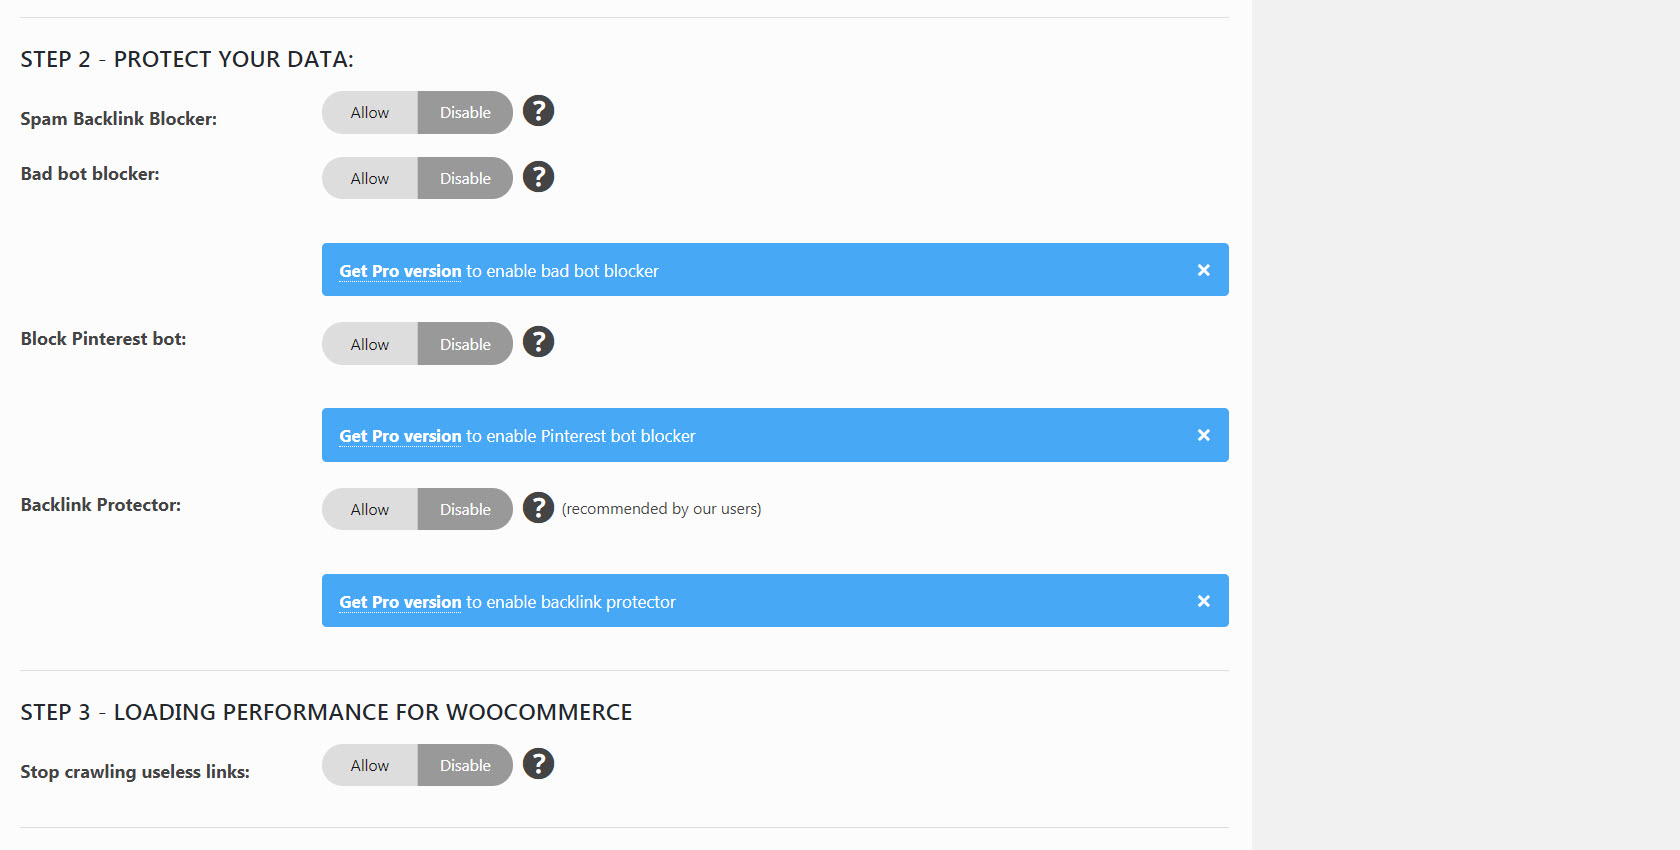 STEP 2 - PROTECT YOUR DATA:
Spam Backlink Blocker:
Allow Disable ?
Bad bot blocker:
Allow Disable ?
Get Pro version to enable bad bot blocker ×
Block Pinterest bot:
Allow Disable ?
Get Pro version to enable Pinterest bot blocker ×
Backlink Protector:
Allow Disable ? (recommended by our users)
Get Pro version to enable backlink protector ×
STEP 3 - LOADING PERFORMANCE FOR WOOCOMMERCE
Stop crawling useless links:
Allow Disable ?